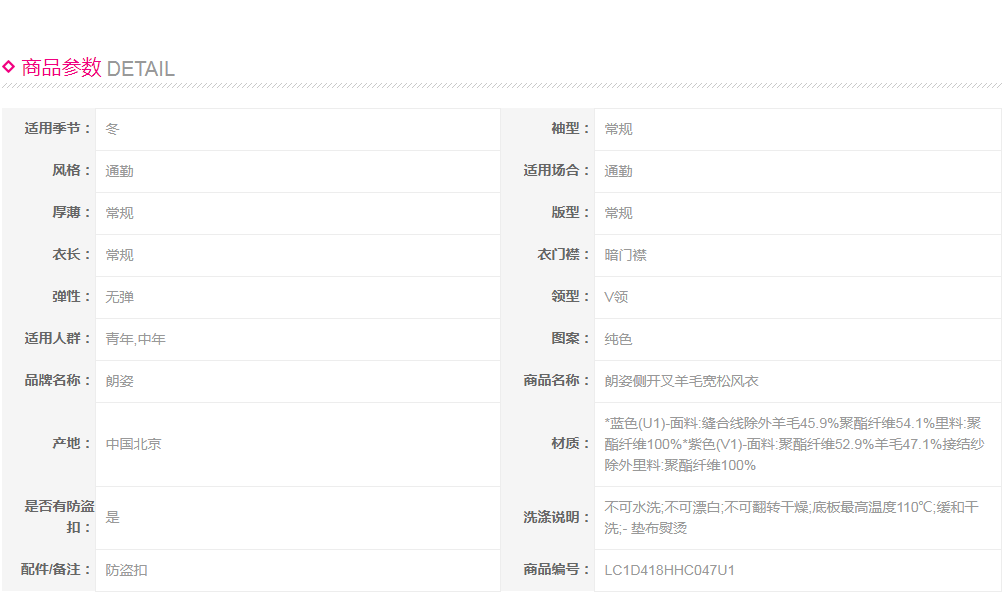 商品参数 DETAIL
适用季节： 冬 袖型： 常规
风格： 通勤 适用场合： 通勤
厚薄： 常规 版型： 常规
衣长： 常规 衣门襟： 暗门襟
弹性： 无弹 领型： V领
适用人群： 青年,中年 图案： 纯色
品牌名称： 朗姿 商品名称： 朗姿侧开叉羊毛宽松风衣
产地： 中国北京 材质： *蓝色(U1)-面料:缝合线除外羊毛45.9%聚酯纤维54.1%里料:聚
酯纤维100%*紫色(V1)-面料:聚酯纤维52.9%羊毛47.1%接结纱
除外里料:聚酯纤维100%
是否有防盗
扣： 是 洗涤说明： 不可水洗;不可漂白;不可翻转干燥;底板最高温度110℃;缓和干
洗;- 垫布熨烫
配件/备注： 防盗扣 商品编号： LC1D418HHC047U1